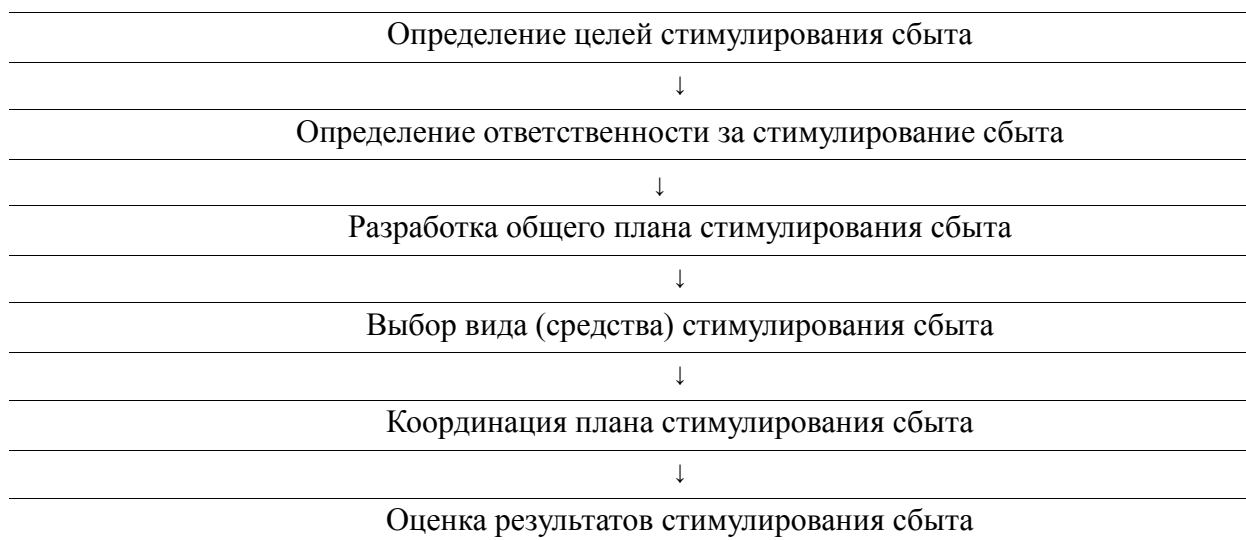 Определение целей стимулирования сбыта
↓
Определение ответственности за стимулирование сбыта
↓
Разработка общего плана стимулирования сбыта
↓
Выбор вида (средства) стимулирования сбыта
↓
Координация плана стимулирования сбыта
↓
Оценка результатов стимулирования сбыта